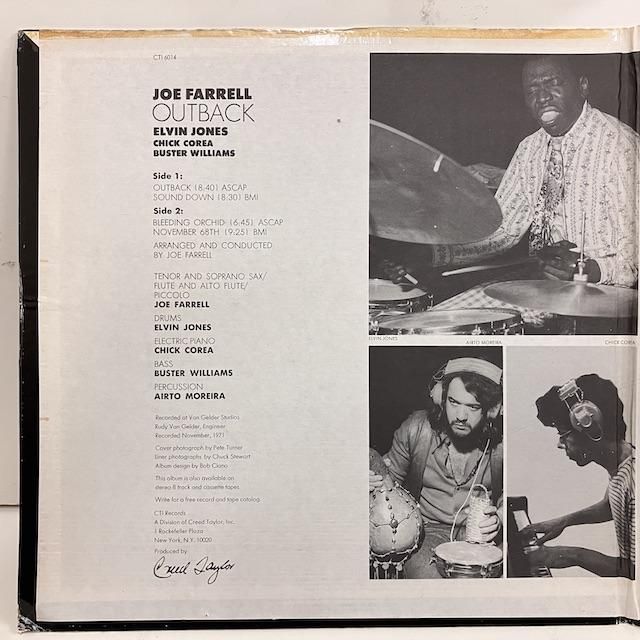 CTI 6014
JOE FARRELL
OUTBACK
ELVIN JONES
CHICK COREA
BUSTER WILLIAMS
Side 1:
OUTBACK (8:40) ASCAP
SOUND DOWN (8:30) BMI
Side 2:
BLEEDING ORCHID (6:45) ASCAP
NOVEMBER 68TH (9:25) BMI
ARRANGED AND CONDUCTED
BY JOE FARRELL
TENOR AND SOPRANO SAX/
FLUTE AND ALTO FLUTE/
PICCOLO
JOE FARRELL
DRUMS
ELVIN JONES
ELECTRIC PIANO
CHICK COREA
BASS
BUSTER WILLIAMS
PERCUSSION
AIRTO MOREIRA
Recorded at Van Gelder Studios
Rudy Van Gelder, Engineer
Recorded November, 1971
Cover photograph by Pete Turner
Liner photographs by Chuck Stewart
Album design by Bob Ciano
This album is also available on
stereo 8 track and cassette tapes.
Write for a free record and tape catalog.
CTI Records
A Division of Creed Taylor, Inc.
1 Rockefeller Plaza
New York, N.Y. 10020
Produced by
Creed Taylor
ELVIN JONES
AIRTO MOREIRA
CHICK COREA